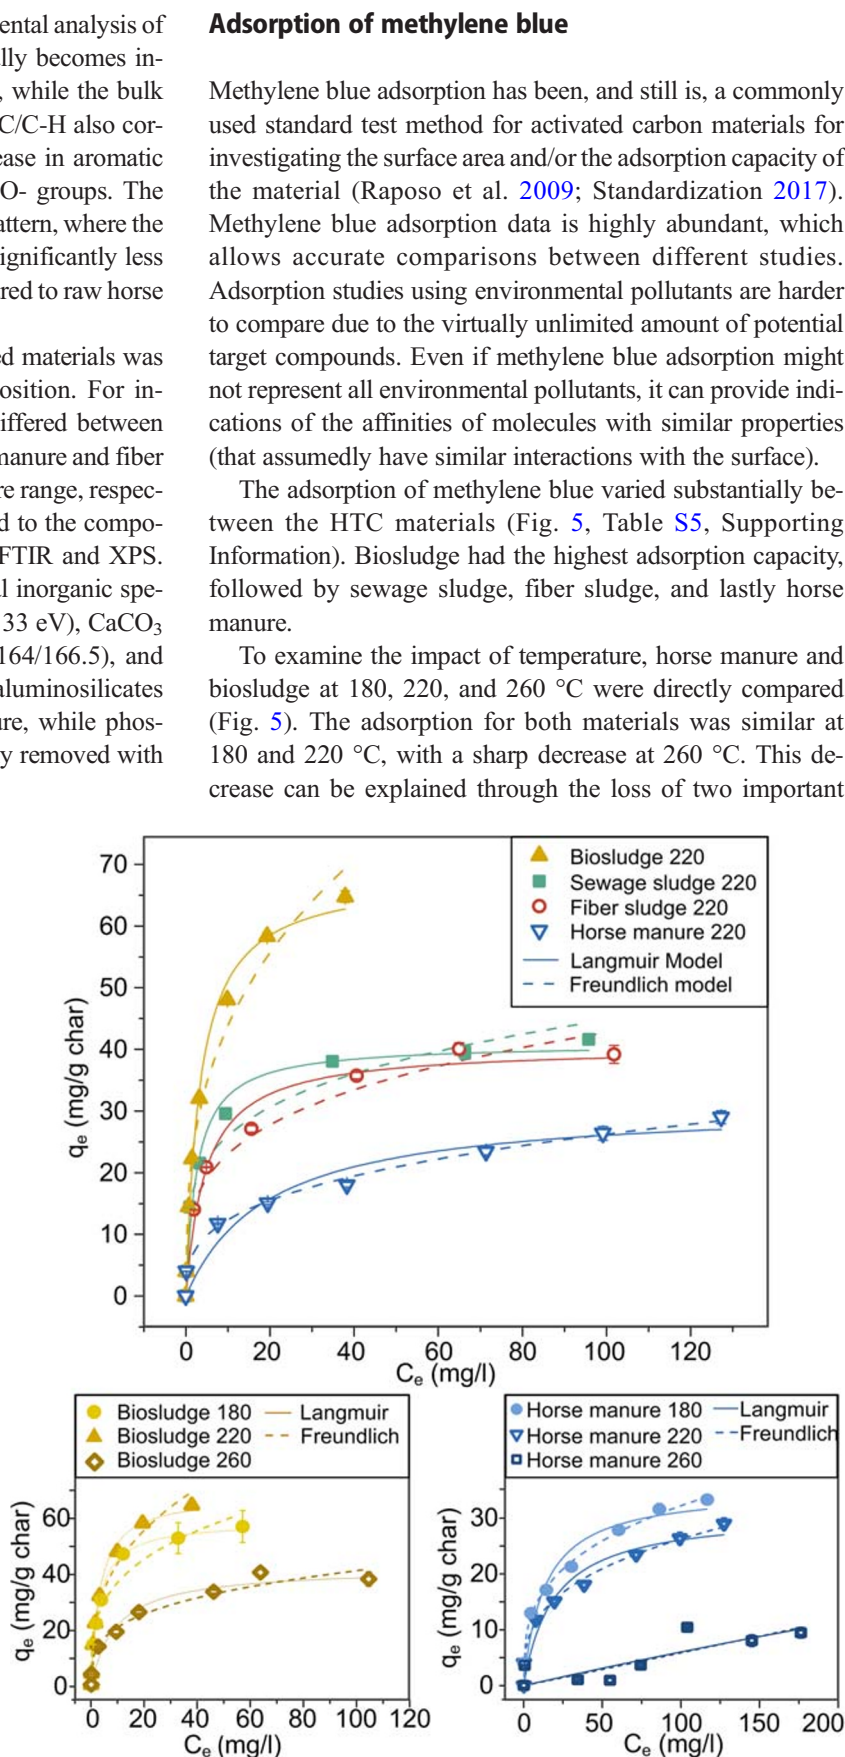 ental analysis of
lly becomes in-
, while the bulk
C/C-H also cor-
ease in aromatic
O- groups. The
attern, where the
ignificantly less
red to raw horse
ed materials was
osition. For in-
iffered between
manure and fiber
re range, respec-
d to the compo-
FTIR and XPS.
l inorganic spe-
33 eV), CaCO₃
164/166.5), and
aluminosilicates
ure, while phos-
y removed with
Adsorption of methylene blue
Methylene blue adsorption has been, and still is, a commonly
used standard test method for activated carbon materials for
investigating the surface area and/or the adsorption capacity of
the material (Raposo et al. 2009; Standardization 2017).
Methylene blue adsorption data is highly abundant, which
allows accurate comparisons between different studies.
Adsorption studies using environmental pollutants are harder
to compare due to the virtually unlimited amount of potential
target compounds. Even if methylene blue adsorption might
not represent all environmental pollutants, it can provide indi-
cations of the affinities of molecules with similar properties
(that assumedly have similar interactions with the surface).
The adsorption of methylene blue varied substantially be-
tween the HTC materials (Fig. 5, Table S5, Supporting
Information). Biosludge had the highest adsorption capacity,
followed by sewage sludge, fiber sludge, and lastly horse
manure.
To examine the impact of temperature, horse manure and
biosludge at 180, 220, and 260 °C were directly compared
(Fig. 5). The adsorption for both materials was similar at
180 and 220 °C, with a sharp decrease at 260 °C. This de-
crease can be explained through the loss of two important
Biosludge 220
Sewage sludge 220
Fiber sludge 220
Horse manure 220
Langmuir Model
Freundlich model
qₑ (mg/g char)
70
60
50
40
30
20
10
0
0 20 40 60 80 100 120
Cₑ (mg/l)
Biosludge 180 Langmuir
Biosludge 220 Freundlich
Biosludge 260
qₑ (mg/g char)
60
40
20
0
0 20 40 60 80 100 120
Cₑ (mg/l)
Horse manure 180 Langmuir
Horse manure 220 Freundlich
Horse manure 260
qₑ (mg/g char)
30
20
10
0
0 50 100 150 200
Cₑ (mg/l)